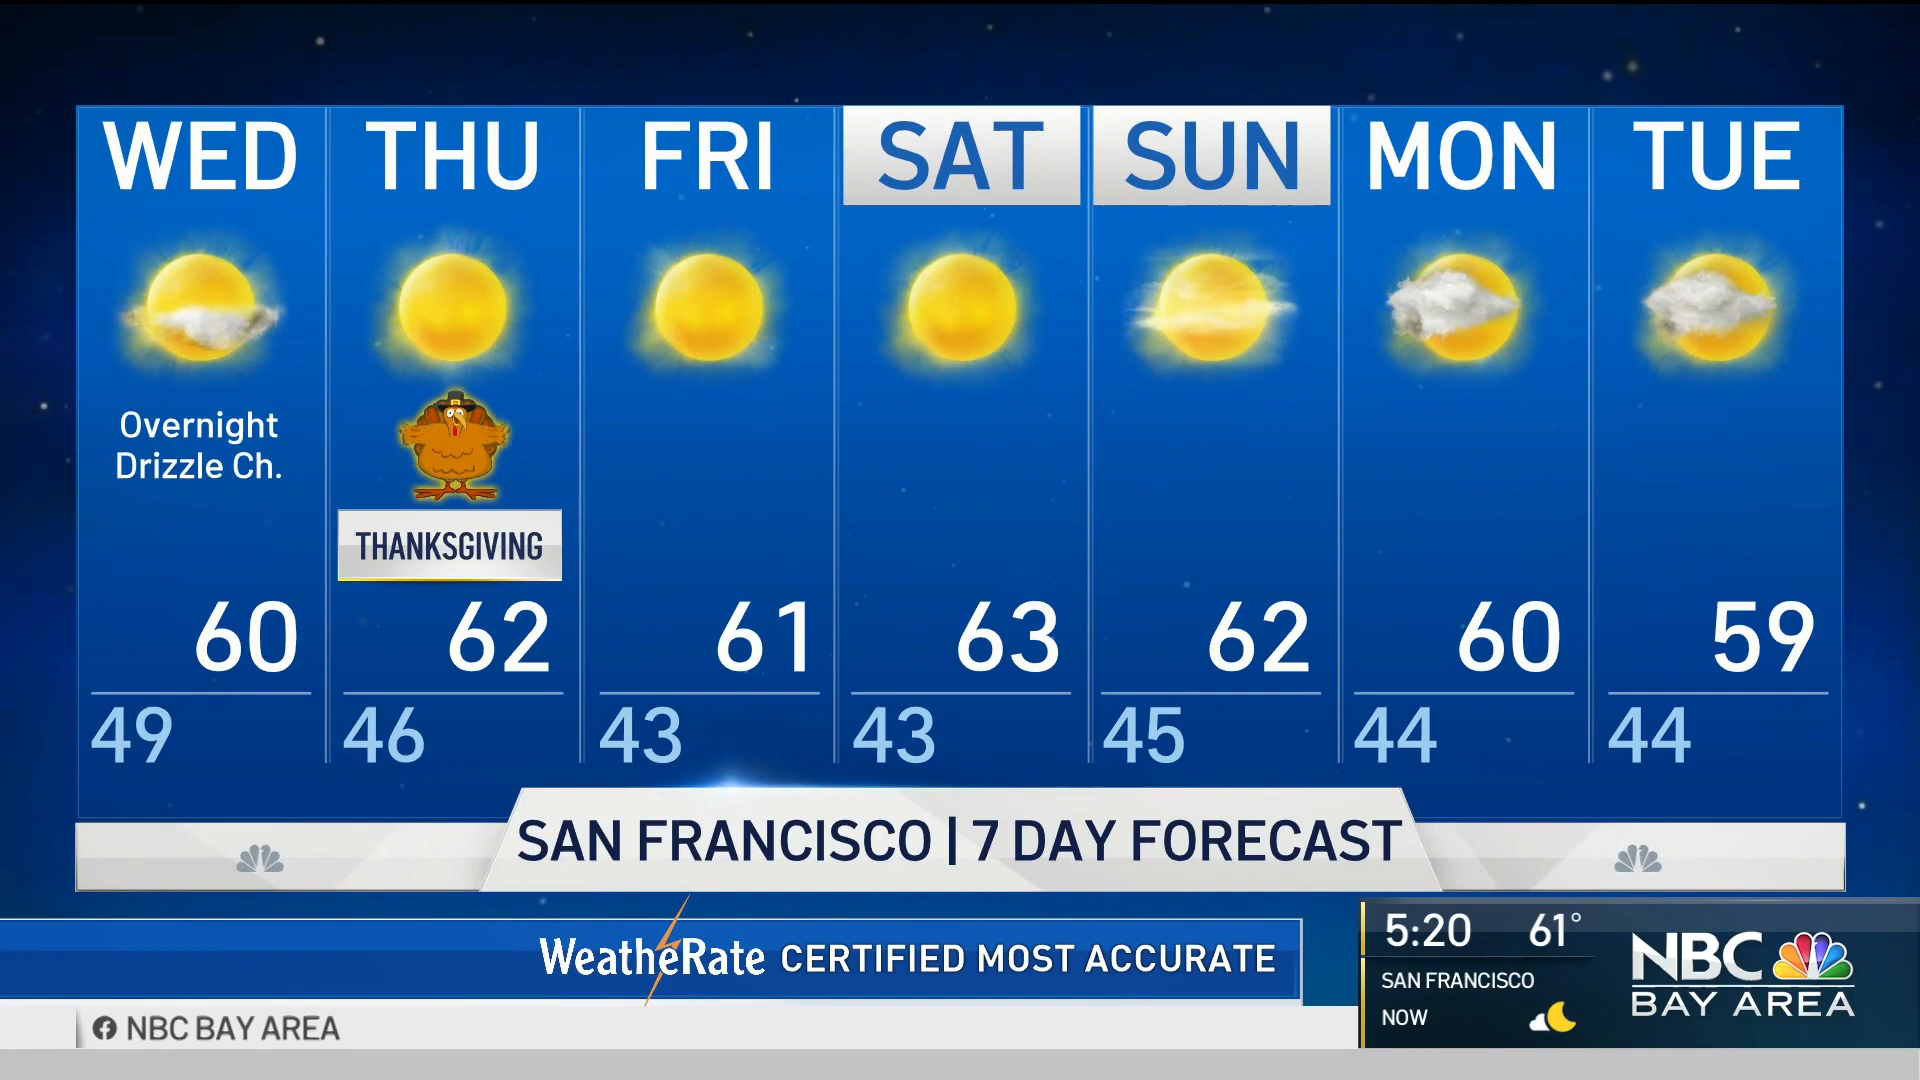 WED THU FRI SAT SUN MON TUE
Overnight
Drizzle Ch.
THANKSGIVING
60 62 61 63 62 60 59
49 46 43 43 45 44 44
SAN FRANCISCO | 7 DAY FORECAST
WeatheRate CERTIFIED MOST ACCURATE
NBC BAY AREA
5:20 61°
SAN FRANCISCO
NOW
NBC
BAY AREA